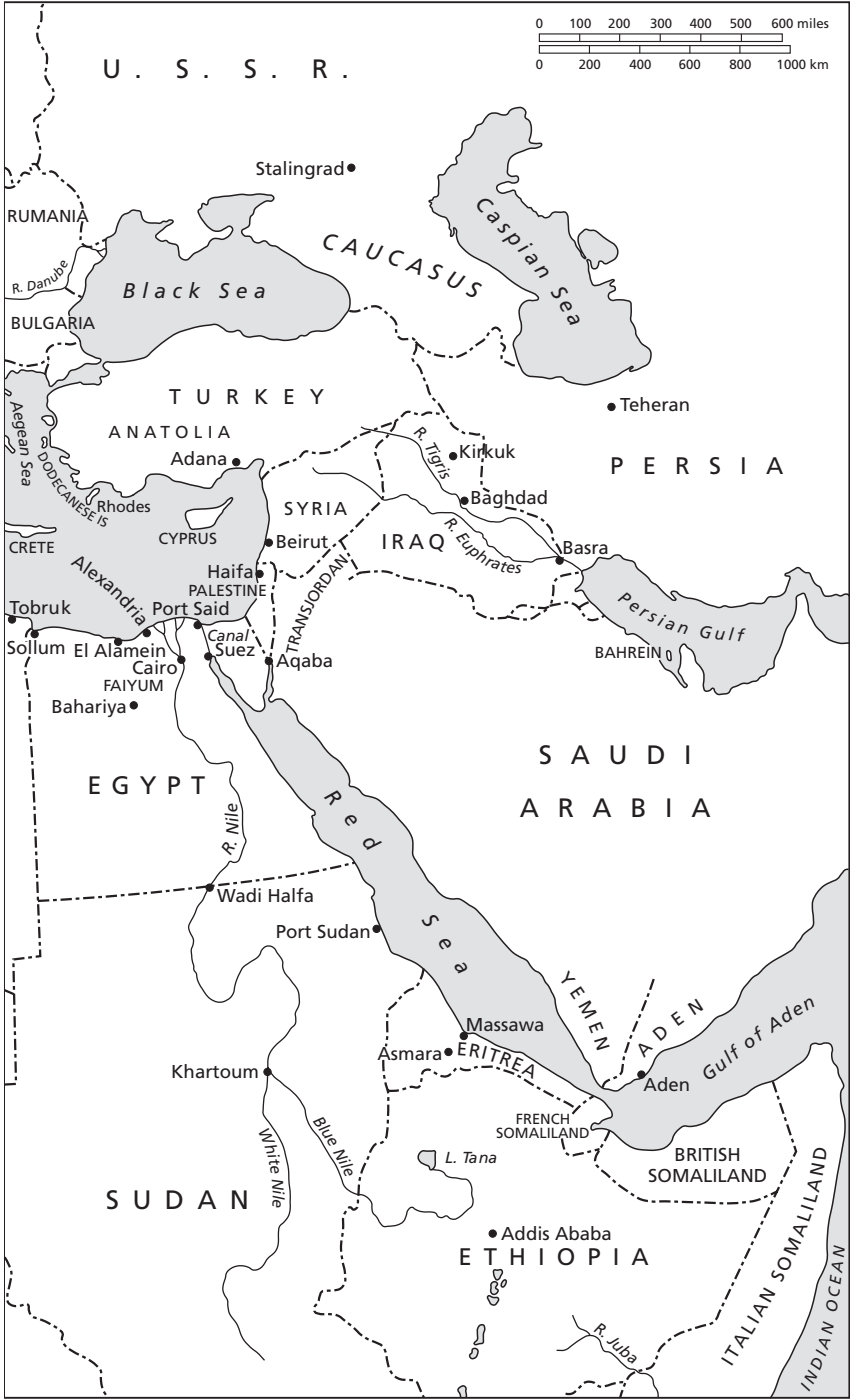 0 100 200 300 400 500 600 miles
0 200 400 600 800 1000 km
U. S. S. R.
Stalingrad
RUMANIA
CAUCASUS
Caspian Sea
R. Danube
Black Sea
BULGARIA
TURKEY
Teheran
ANATOLIA
Aegean Sea
DODECANESE IS
Adana
R. Tigris
Kirkuk
PERSIA
Rhodes
SYRIA
Baghdad
CRETE
CYPRUS
Beirut
IRAQ
R. Euphrates
Basra
Alexandria
Haifa
PALESTINE
TRANSJORDAN
Tobruk
Port Said
Persian Gulf
Sollum
El Alamein
Canal
Suez
Cairo
Aqaba
BAHREIN
FAIYUM
Bahariya
SAUDI
ARABIA
EGYPT
R. Nile
Red Sea
Wadi Halfa
Port Sudan
YEMEN
ADEN
Gulf of Aden
Massawa
Asmara
ERITREA
Khartoum
Aden
FRENCH
SOMALILAND
Blue Nile
White Nile
L. Tana
BRITISH
SOMALILAND
SUDAN
Addis Ababa
ETHIOPIA
ITALIAN SOMALILAND
INDIAN OCEAN
R. Juba